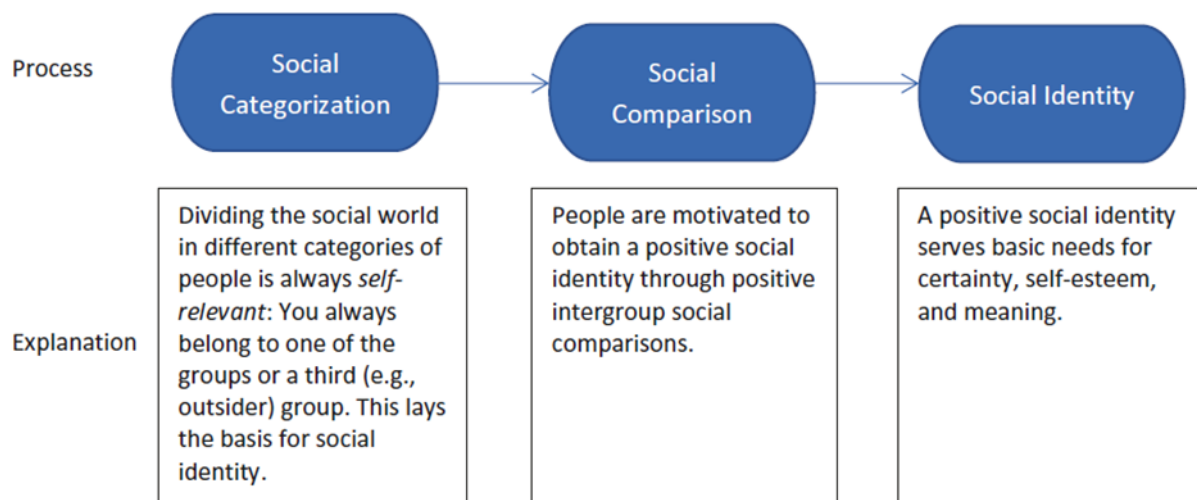 Process
Social
Categorization
Social
Comparison
Social Identity
Explanation
Dividing the social world
in different categories of
people is always self-
relevant: You always
belong to one of the
groups or a third (e.g.,
outsider) group. This lays
the basis for social
identity.
People are motivated to
obtain a positive social
identity through positive
intergroup social
comparisons.
A positive social identity
serves basic needs for
certainty, self-esteem,
and meaning.